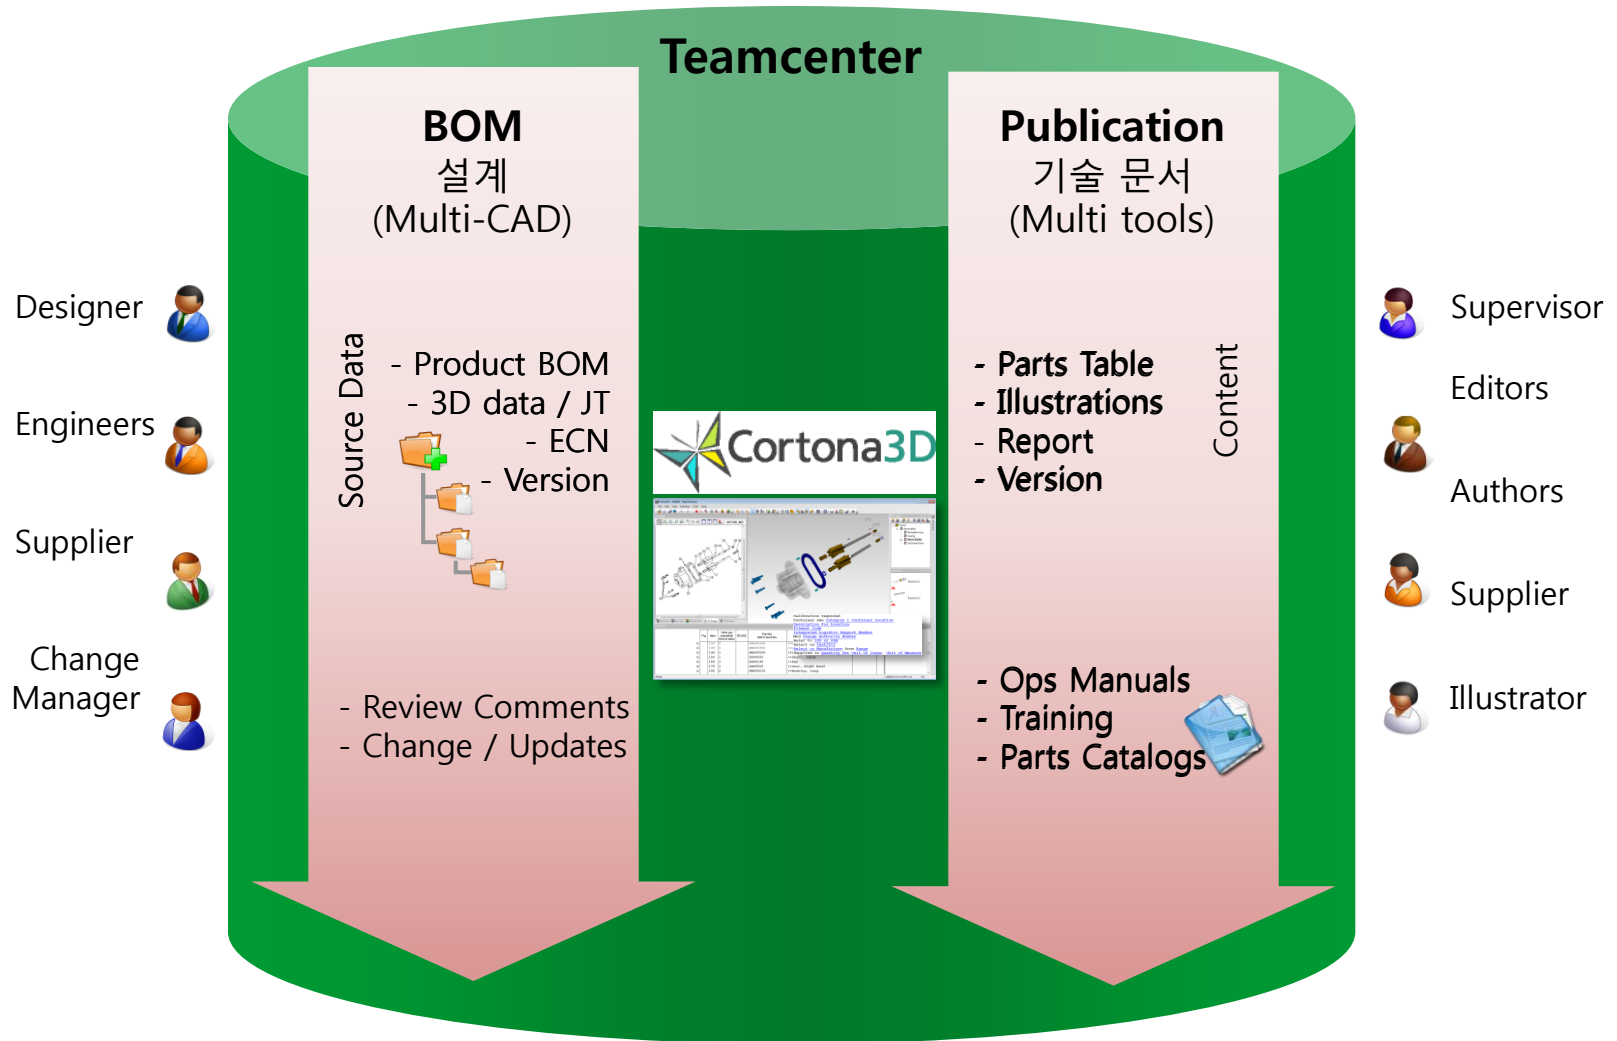 Teamcenter
BOM
설계
(Multi-CAD)
Publication
기술 문서
(Multi tools)
Designer
Engineers
Supplier
Change
Manager
Source Data
- Product BOM
- 3D data / JT
- ECN
- Version
- Review Comments
- Change / Updates
Cortona3D
- Parts Table
- Illustrations
- Report
- Version
Content
- Ops Manuals
- Training
- Parts Catalogs
Supervisor
Editors
Authors
Supplier
Illustrator